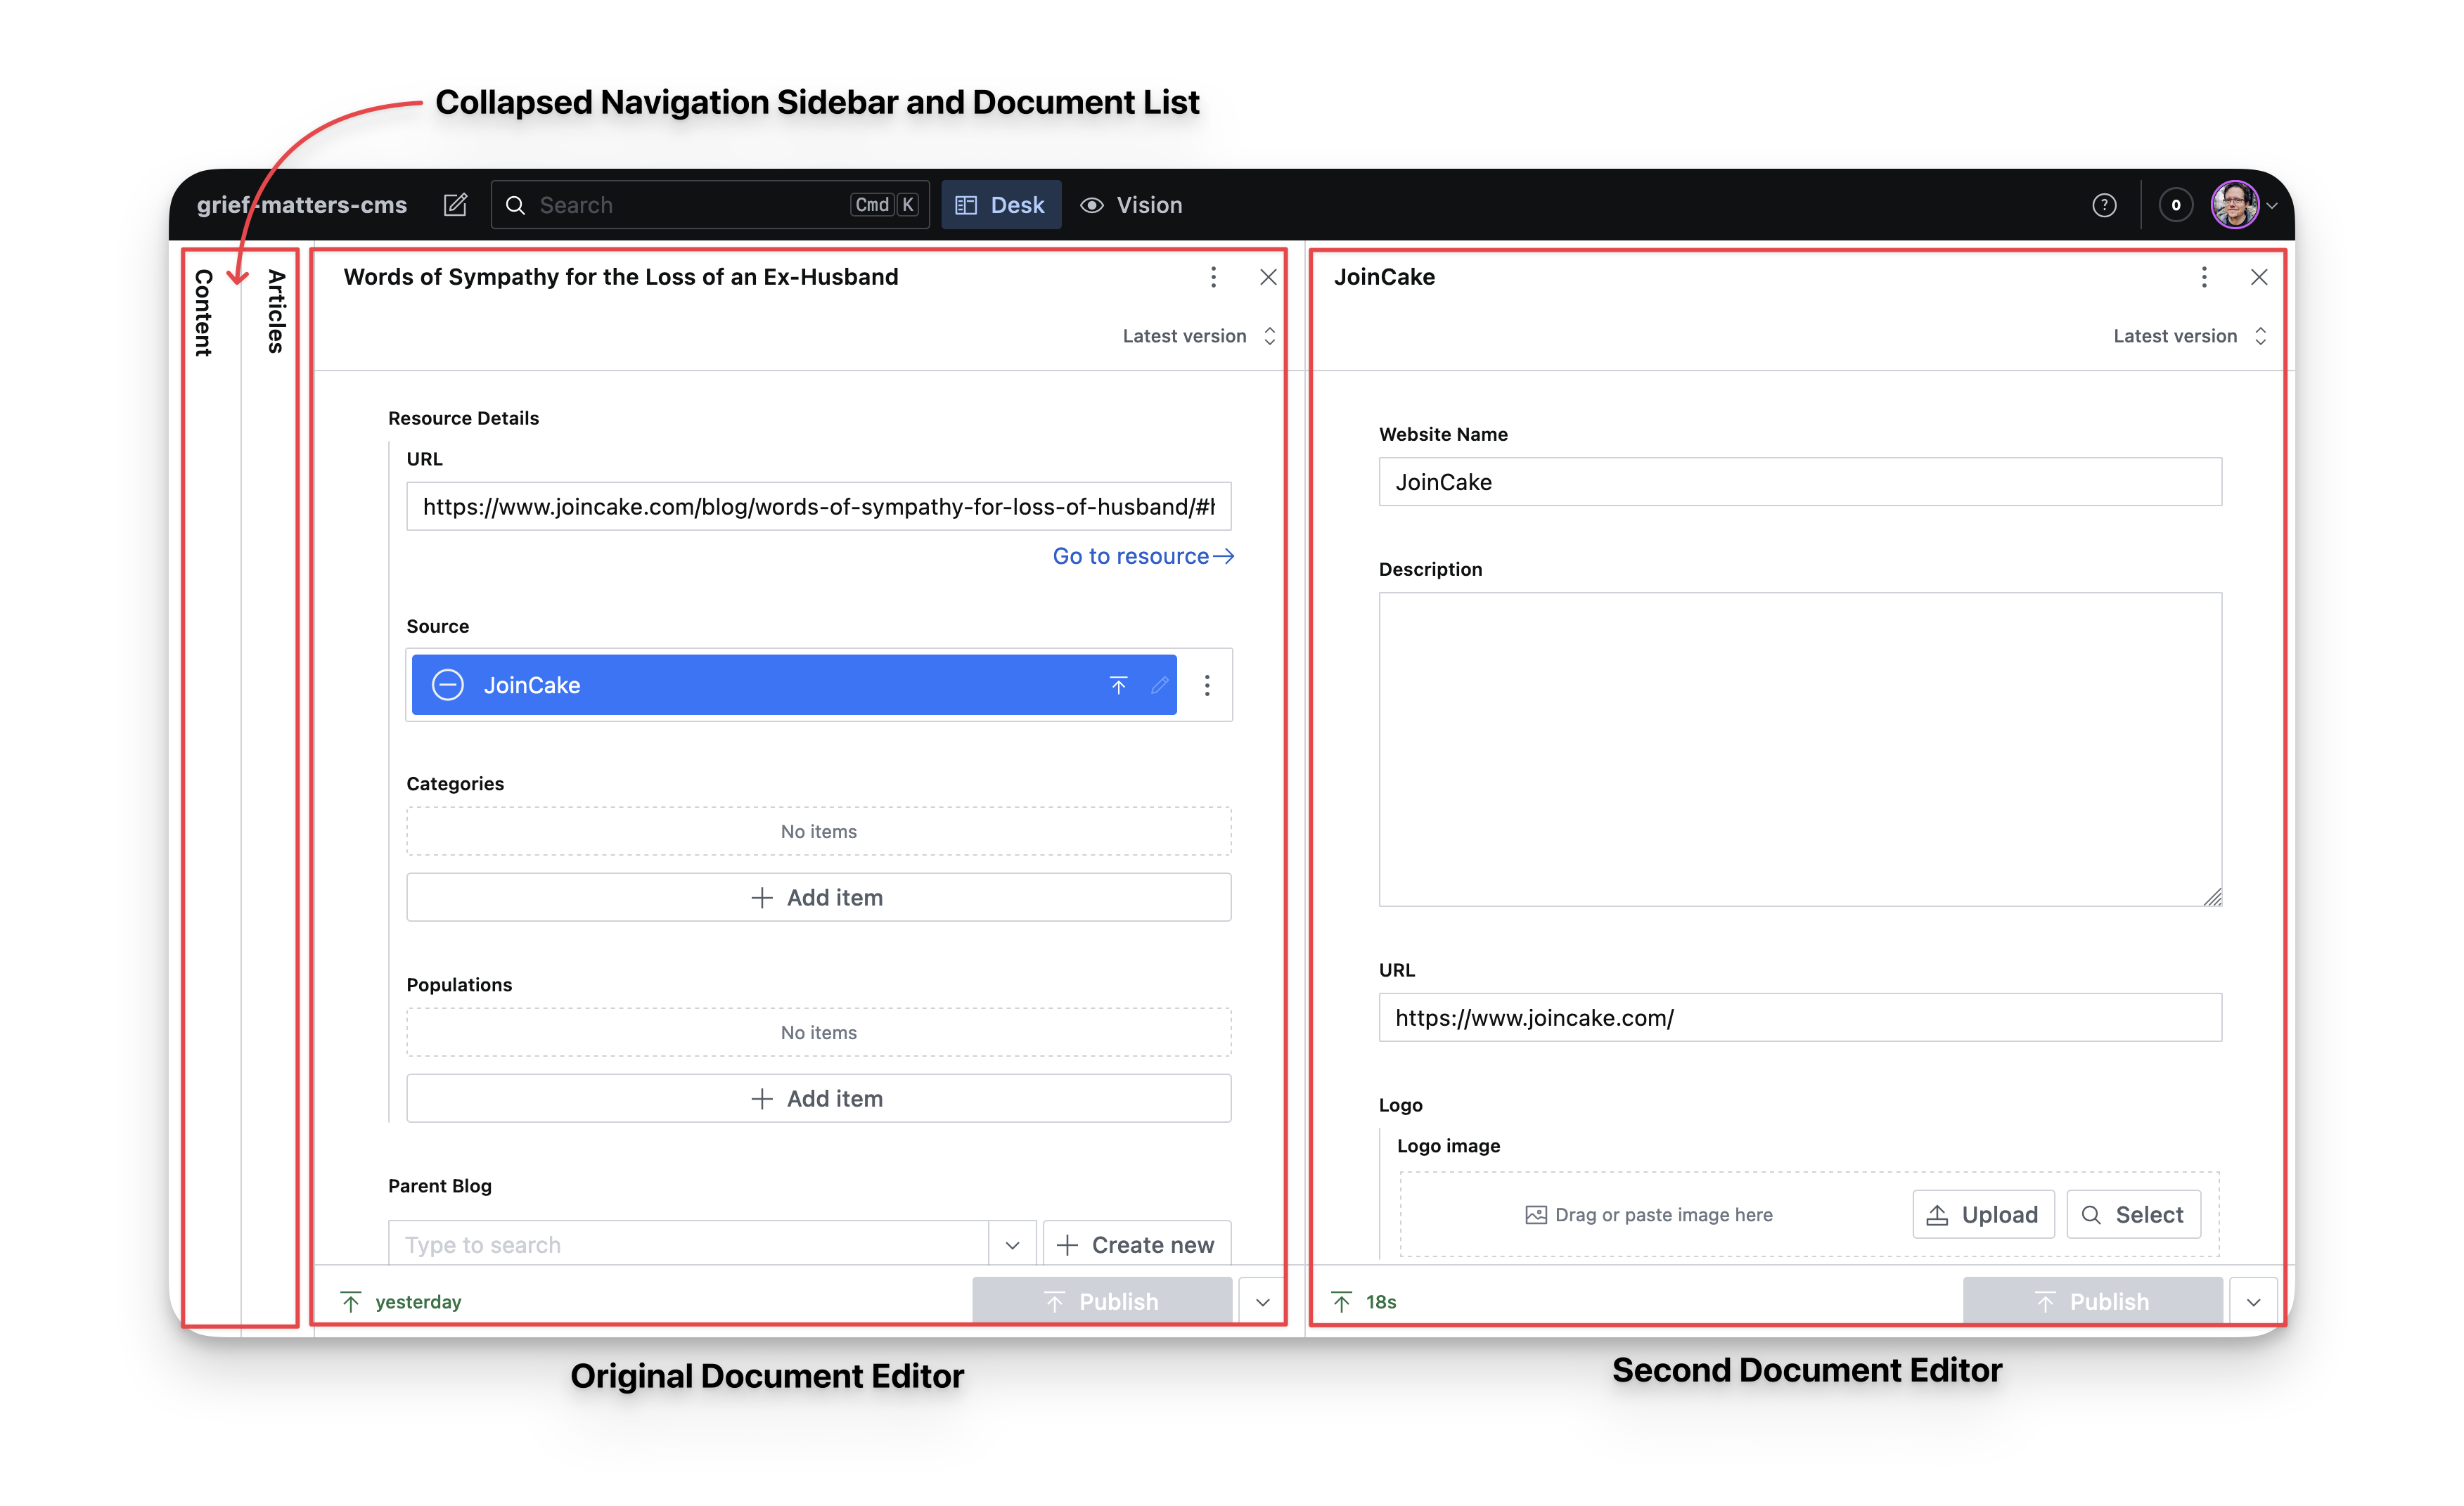 Collapsed Navigation Sidebar and Document List
grief-matters-cms
Search
Cmd K
Desk
Vision
?
0
Content
Articles
Words of Sympathy for the Loss of an Ex-Husband
Latest version
Resource Details
URL
https://www.joincake.com/blog/words-of-sympathy-for-loss-of-husband/#h
Go to resource→
Source
JoinCake
Categories
No items
+ Add item
Populations
No items
+ Add item
Parent Blog
Type to search
+ Create new
yesterday
Publish
JoinCake
Latest version
Website Name
JoinCake
Description
URL
https://www.joincake.com/
Logo
Logo image
Drag or paste image here
Upload
Select
18s
Publish
Original Document Editor
Second Document Editor